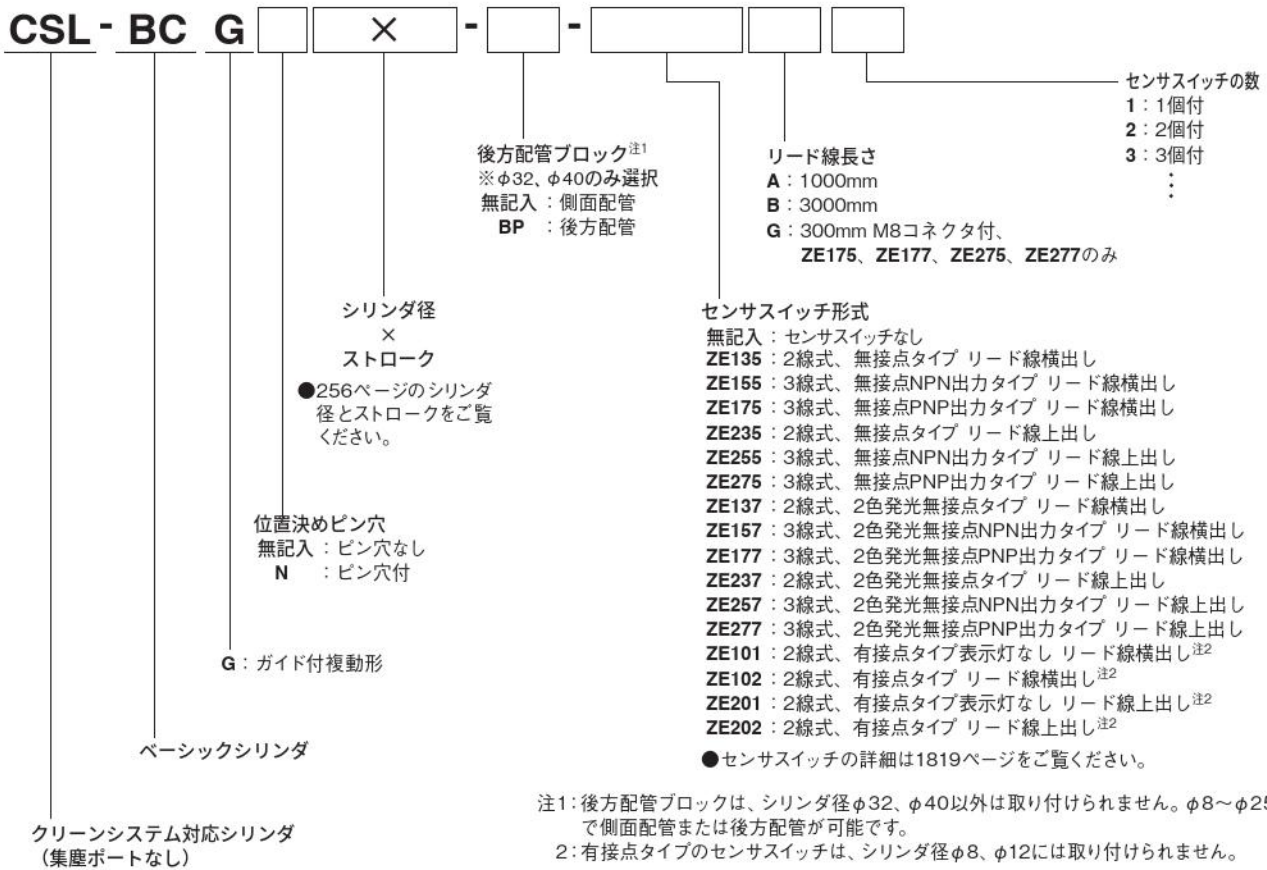 CSL - BC G × - -
センサスイッチの数
1：1個付
2：2個付
3：3個付
⋮
リード線長さ
A：1000mm
B：3000mm
G：300mm M8コネクタ付、
ZE175、ZE177、ZE275、ZE277のみ
後方配管ブロック注1
※φ32、φ40のみ選択
無記入：側面配管
BP ：後方配管
センサスイッチ形式
無記入：センサスイッチなし
ZE135：2線式、無接点タイプ リード線横出し
ZE155：3線式、無接点NPN出力タイプ リード線横出し
ZE175：3線式、無接点PNP出力タイプ リード線横出し
ZE235：2線式、無接点タイプ リード線上出し
ZE255：3線式、無接点NPN出力タイプ リード線上出し
ZE275：3線式、無接点PNP出力タイプ リード線上出し
ZE137：2線式、2色発光無接点タイプ リード線横出し
ZE157：3線式、2色発光無接点NPN出力タイプ リード線横出し
ZE177：3線式、2色発光無接点PNP出力タイプ リード線横出し
ZE237：2線式、2色発光無接点タイプ リード線上出し
ZE257：3線式、2色発光無接点NPN出力タイプ リード線上出し
ZE277：3線式、2色発光無接点PNP出力タイプ リード線上出し
ZE101：2線式、有接点タイプ表示灯なし リード線横出し注2
ZE102：2線式、有接点タイプ リード線横出し注2
ZE201：2線式、有接点タイプ表示灯なし リード線上出し注2
ZE202：2線式、有接点タイプ リード線上出し注2
●センサスイッチの詳細は1819ページをご覧ください。
シリンダ径
×
ストローク
●256ページのシリンダ
径とストロークをご覧
ください。
位置決めピン穴
無記入：ピン穴なし
N ：ピン穴付
G：ガイド付複動形
ベーシックシリンダ
クリーンシステム対応シリンダ
（集塵ポートなし）
注1：後方配管ブロックは、シリンダ径φ32、φ40以外は取り付けられません。φ8～φ25
で側面配管または後方配管が可能です。
2：有接点タイプのセンサスイッチは、シリンダ径φ8、φ12には取り付けられません。